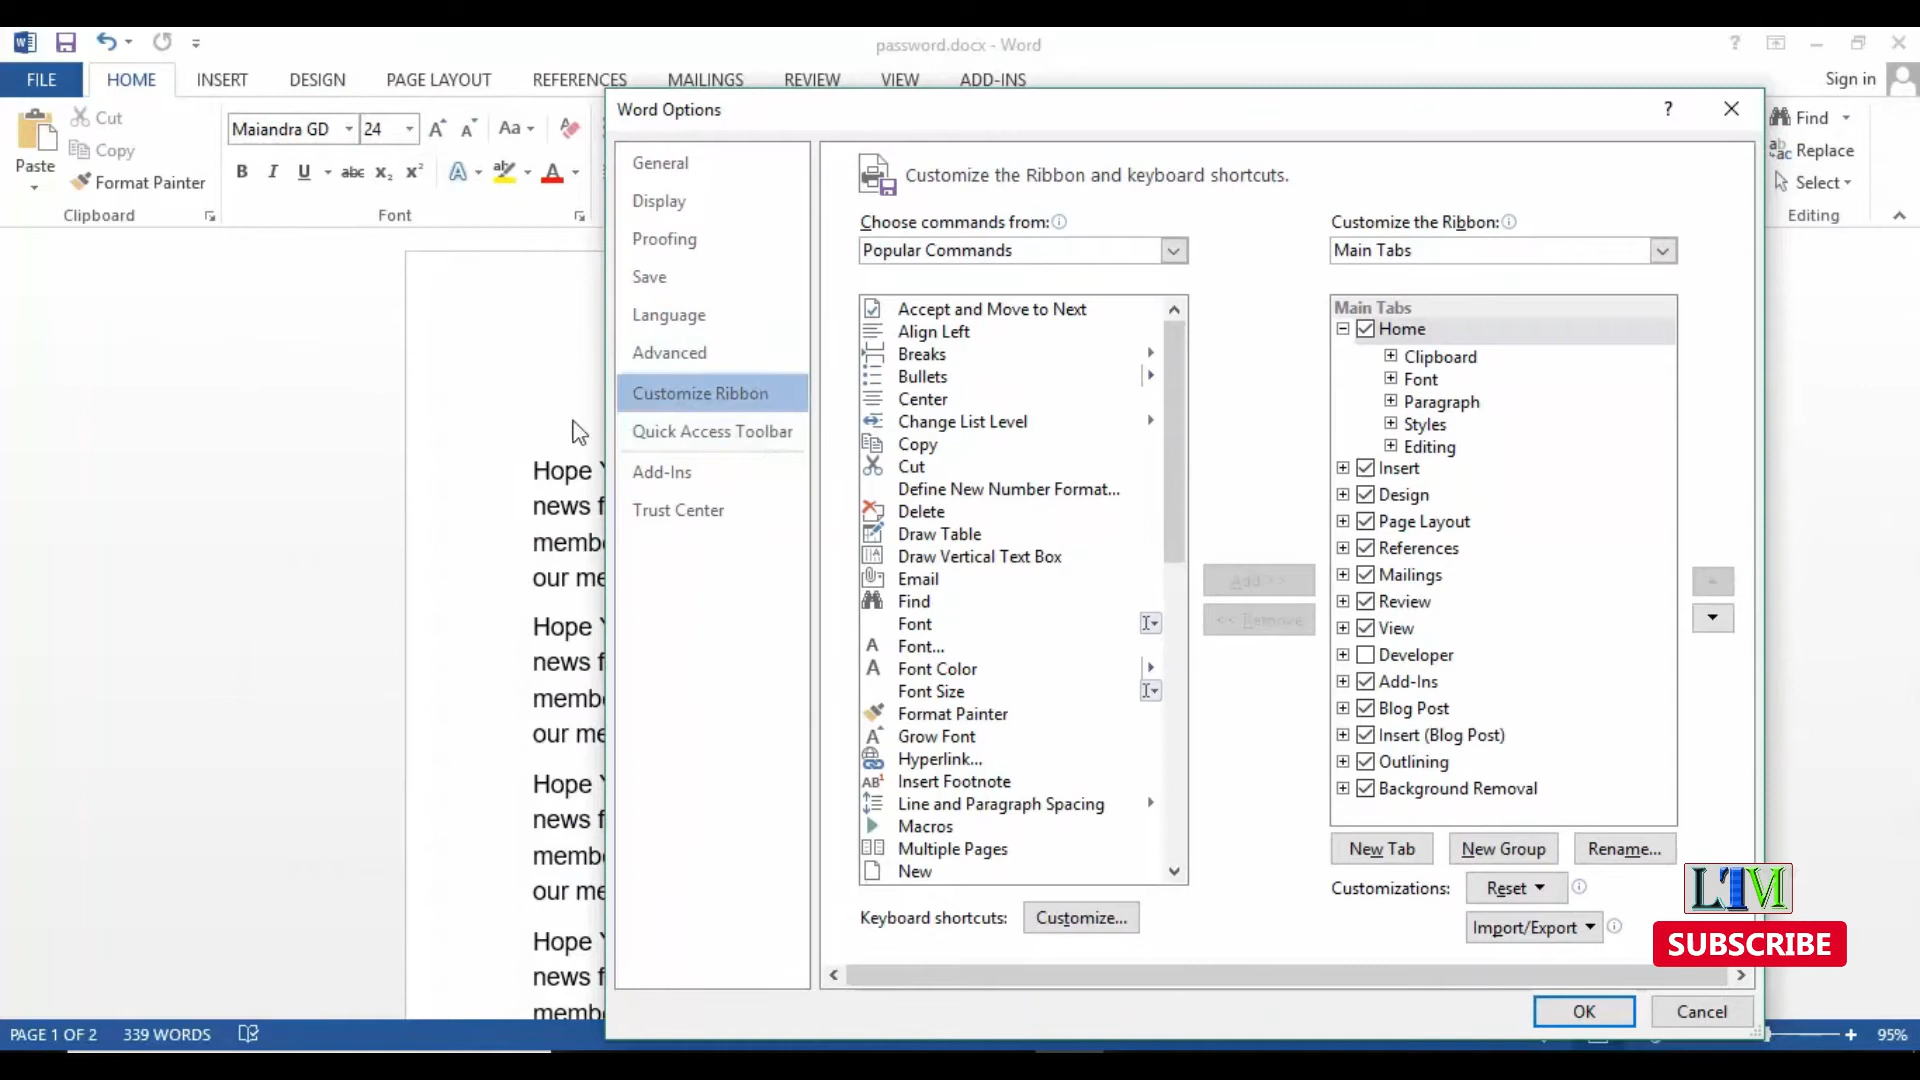 password.docx - Word
FILE HOME INSERT DESIGN PAGE LAYOUT REFERENCES MAILINGS REVIEW VIEW ADD-INS Sign in
Paste
Cut
Copy
Format Painter
Clipboard
Maiandra GD 24
Font
Find
Replace
Select
Editing
Word Options
General
Display
Proofing
Save
Language
Advanced
Customize Ribbon
Quick Access Toolbar
Add-Ins
Trust Center
Customize the Ribbon and keyboard shortcuts.
Choose commands from:
Popular Commands
Accept and Move to Next
Align Left
Breaks
Bullets
Center
Change List Level
Copy
Cut
Define New Number Format...
Delete
Draw Table
Draw Vertical Text Box
Email
Find
Font
Font...
Font Color
Font Size
Format Painter
Grow Font
Hyperlink...
Insert Footnote
Line and Paragraph Spacing
Macros
Multiple Pages
New
Keyboard shortcuts: Customize...
Add >>
<< Remove
Customize the Ribbon:
Main Tabs
Main Tabs
Home
Clipboard
Font
Paragraph
Styles
Editing
Insert
Design
Page Layout
References
Mailings
Review
View
Developer
Add-Ins
Blog Post
Insert (Blog Post)
Outlining
Background Removal
New Tab New Group Rename...
Customizations: Reset
Import/Export
OK Cancel
Hope
news
our
Hope
news
our
Hope
news
our
Hope
news
LTM
SUBSCRIBE
PAGE 1 OF 2 339 WORDS 95%